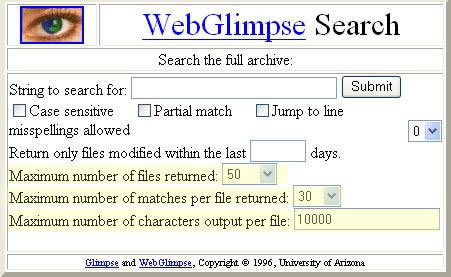 WebGlimpse Search
Search the full archive:
String to search for: Submit
Case sensitive Partial match Jump to line
misspellings allowed 0
Return only files modified within the last days.
Maximum number of files returned: 50
Maximum number of matches per file returned: 30
Maximum number of characters output per file: 10000
Glimpse and WebGlimpse, Copyright © 1996, University of Arizona